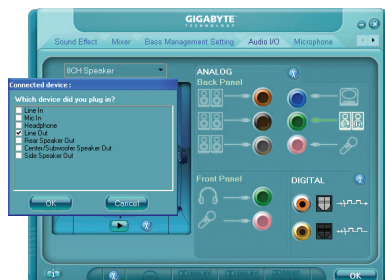 GIGABYTE
TECHNOLOGY
Sound Effect
Mixer
Bass Management Setting
Audio I/O
Microphone
8CH Speaker
ANALOG
Back Panel
Connected device :
Which device did you plug in?
Line In
Mic In
Headphone
Line Out
Rear Speaker Out
Center/Subwoofer Speaker Out
Side Speaker Out
OK
Cancel
Front Panel
DIGITAL
OK